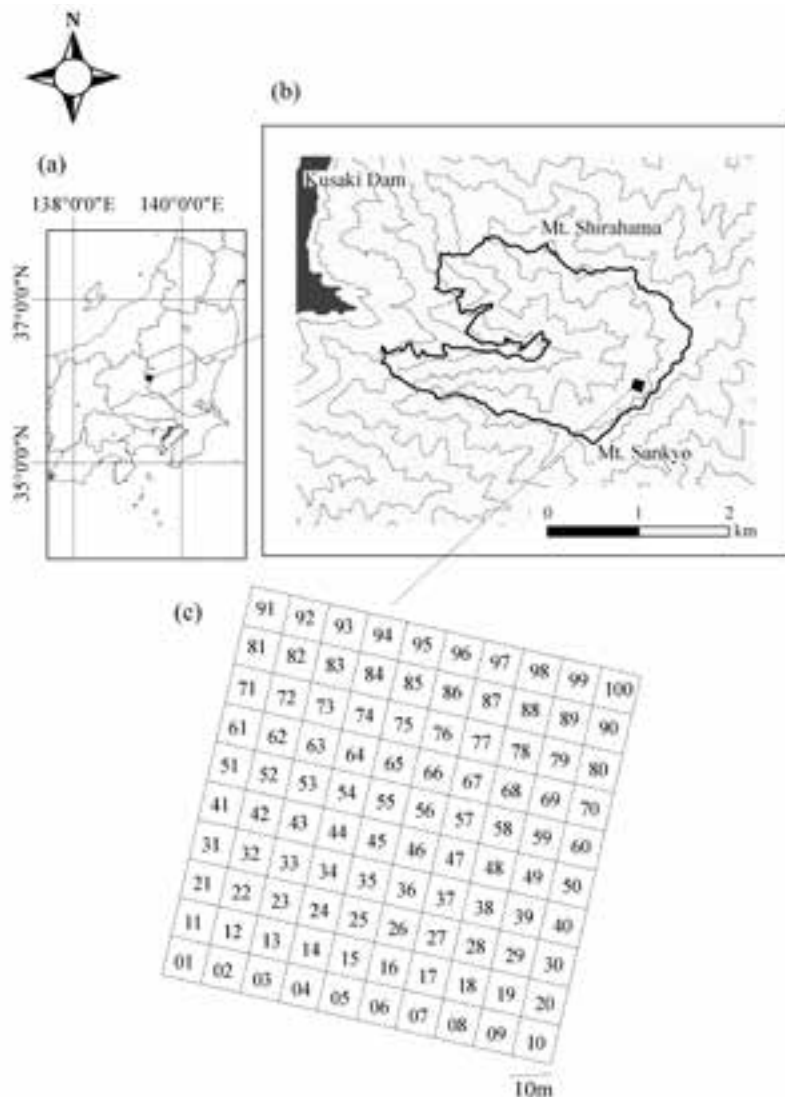 N
(b)
(a)
138°0'0"E 140°0'0"E
37°0'0"N
35°0'0"N
Kusaki Dam
Mt. Shirahama
Mt. Sankyo
0 1 2
km
(c)
91 92 93 94 95 96 97 98 99 100
81 82 83 84 85 86 87 88 89 90
71 72 73 74 75 76 77 78 79 80
61 62 63 64 65 66 67 68 69 70
51 52 53 54 55 56 57 58 59 60
41 42 43 44 45 46 47 48 49 50
31 32 33 34 35 36 37 38 39 40
21 22 23 24 25 26 27 28 29 30
11 12 13 14 15 16 17 18 19 20
01 02 03 04 05 06 07 08 09 10
10m